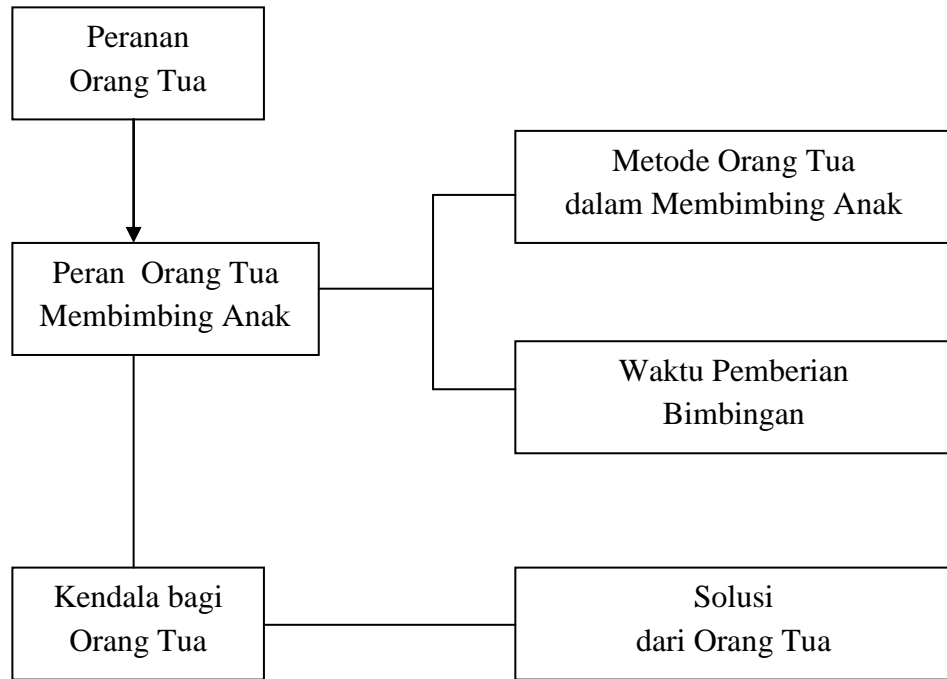 Peranan
Orang Tua
Metode Orang Tua
dalam Membimbing Anak
Peran  Orang Tua
Membimbing Anak
Waktu Pemberian
Bimbingan
Kendala bagi
Orang Tua
Solusi
dari Orang Tua